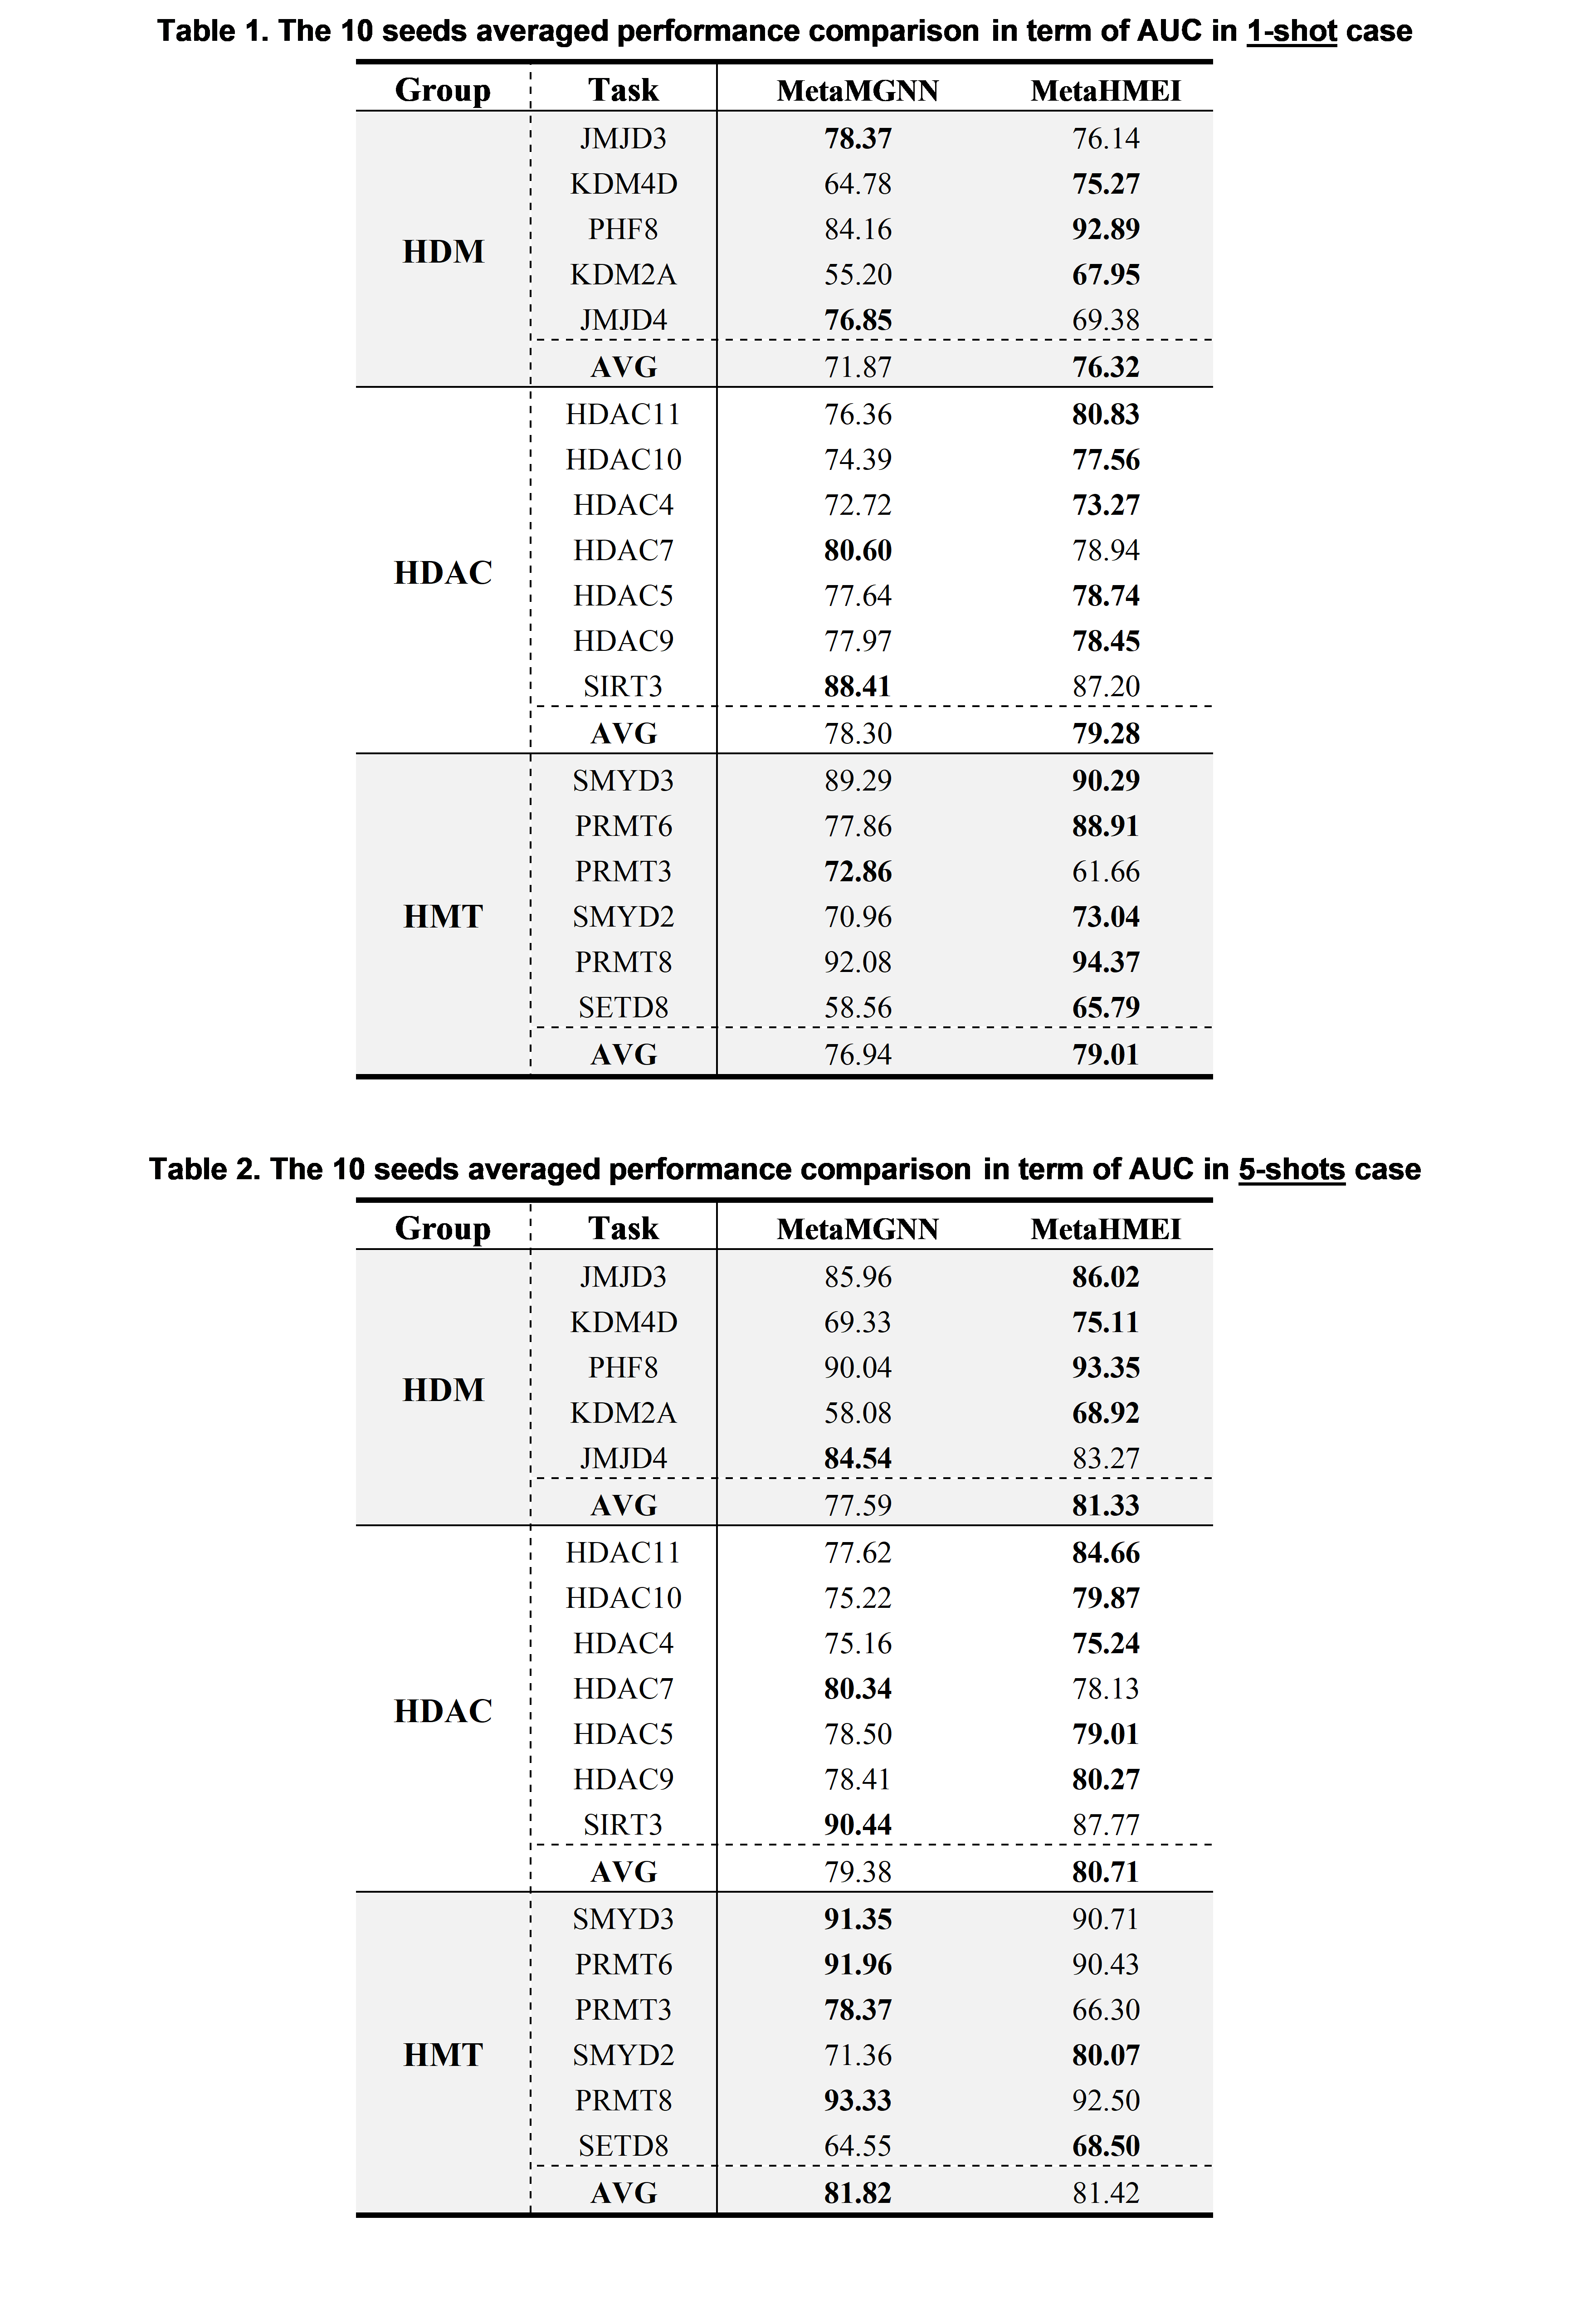 Table 1. The 10 seeds averaged performance comparison in term of AUC in 1-shot case
Group Task MetaMGNN MetaHMEI
HDM
JMJD3 78.37 76.14
KDM4D 64.78 75.27
PHF8 84.16 92.89
KDM2A 55.20 67.95
JMJD4 76.85 69.38
AVG 71.87 76.32
HDAC
HDAC11 76.36 80.83
HDAC10 74.39 77.56
HDAC4 72.72 73.27
HDAC7 80.60 78.94
HDAC5 77.64 78.74
HDAC9 77.97 78.45
SIRT3 88.41 87.20
AVG 78.30 79.28
HMT
SMYD3 89.29 90.29
PRMT6 77.86 88.91
PRMT3 72.86 61.66
SMYD2 70.96 73.04
PRMT8 92.08 94.37
SETD8 58.56 65.79
AVG 76.94 79.01
Table 2. The 10 seeds averaged performance comparison in term of AUC in 5-shots case
Group Task MetaMGNN MetaHMEI
HDM
JMJD3 85.96 86.02
KDM4D 69.33 75.11
PHF8 90.04 93.35
KDM2A 58.08 68.92
JMJD4 84.54 83.27
AVG 77.59 81.33
HDAC
HDAC11 77.62 84.66
HDAC10 75.22 79.87
HDAC4 75.16 75.24
HDAC7 80.34 78.13
HDAC5 78.50 79.01
HDAC9 78.41 80.27
SIRT3 90.44 87.77
AVG 79.38 80.71
HMT
SMYD3 91.35 90.71
PRMT6 91.96 90.43
PRMT3 78.37 66.30
SMYD2 71.36 80.07
PRMT8 93.33 92.50
SETD8 64.55 68.50
AVG 81.82 81.42